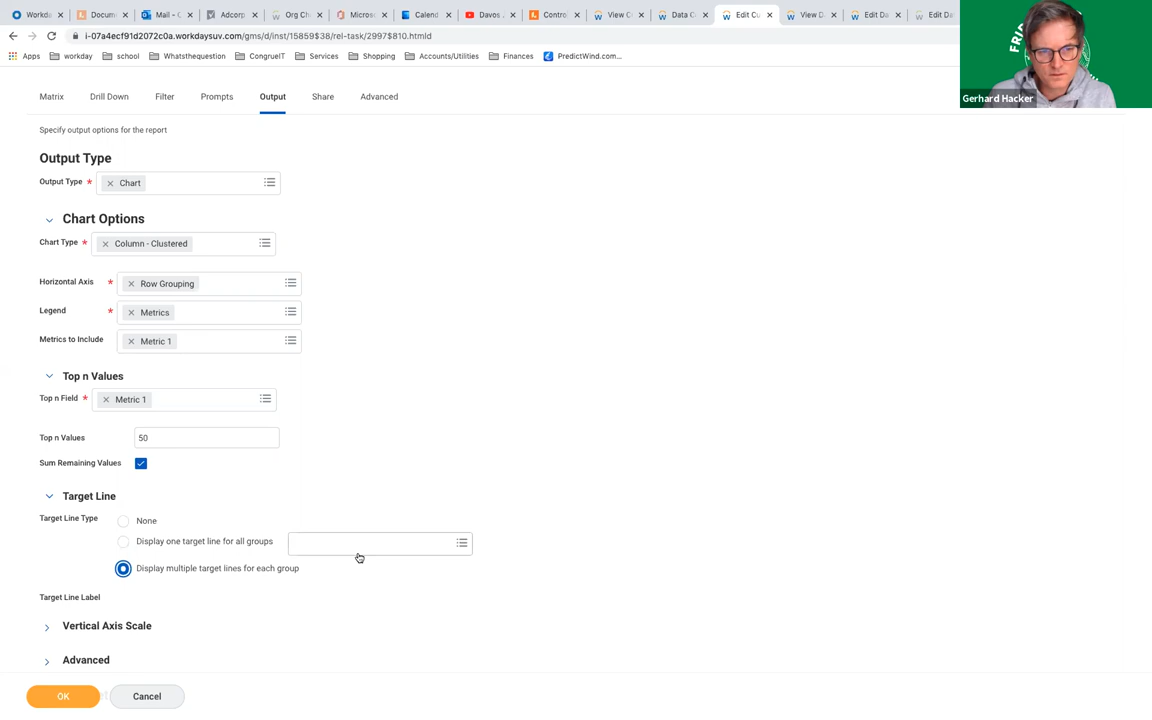 Workda
Docum
Mail –
Adcorp
Org Ch
Micros
Calend
Davos
Contro
View C
Data C
Edit Cu
View D
Edit Da
Edit Da
i-07a4ecf91d2072c0a.workdaysuv.com/gms/d/inst/15859$38/rel-task/2997$810.htmld
Apps workday school Whatsthequestion CongrueIT Services Shopping Accounts/Utilities Finances PredictWind.com...
Gerhard Hacker
Matrix Drill Down Filter Prompts Output Share Advanced
Specify output options for the report
Output Type
Output Type * × Chart
Chart Options
Chart Type * × Column - Clustered
Horizontal Axis * × Row Grouping
Legend * × Metrics
Metrics to Include × Metric 1
Top n Values
Top n Field * × Metric 1
Top n Values 50
Sum Remaining Values
Target Line
Target Line Type None
Display one target line for all groups
Display multiple target lines for each group
Target Line Label
Vertical Axis Scale
Advanced
OK Cancel